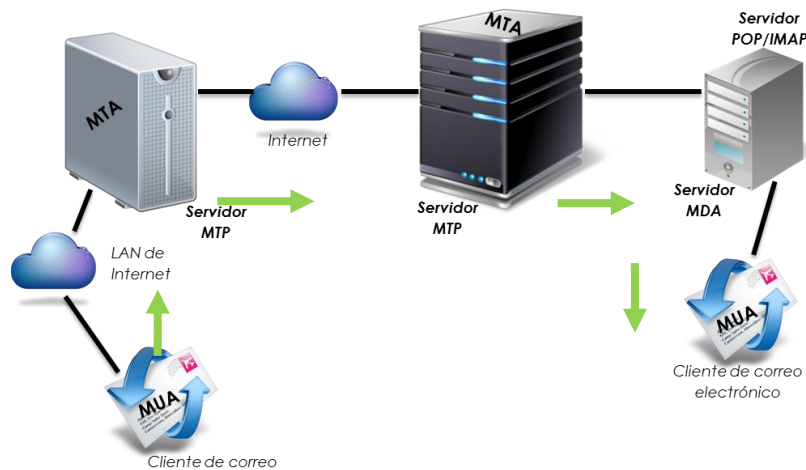 MTA
Internet
Servidor
MTP
MTA
Servidor
MTP
Servidor
POP/IMAP
Servidor
MDA
LAN de
Internet
MUA
Cliente de correo
MUA
Cliente de correo
electrónico